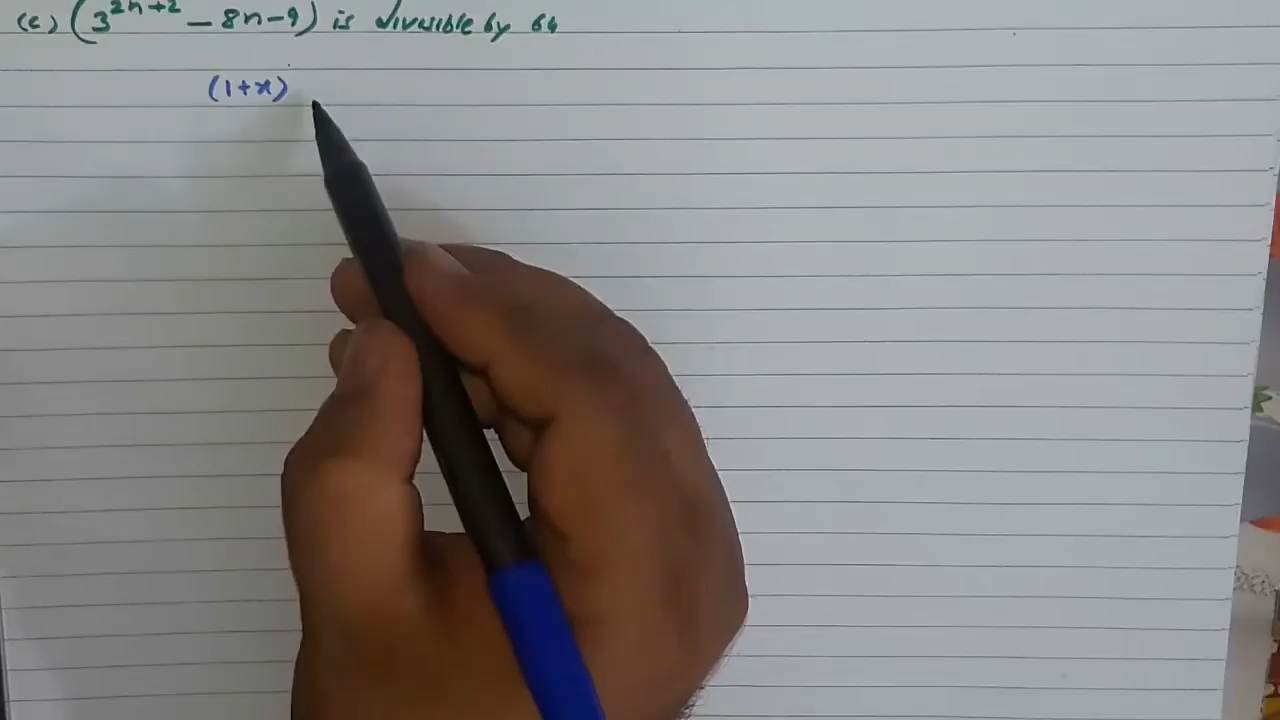 (c) (3^{2n+2} - 8n - 9) is divisible by 64
(1+x)